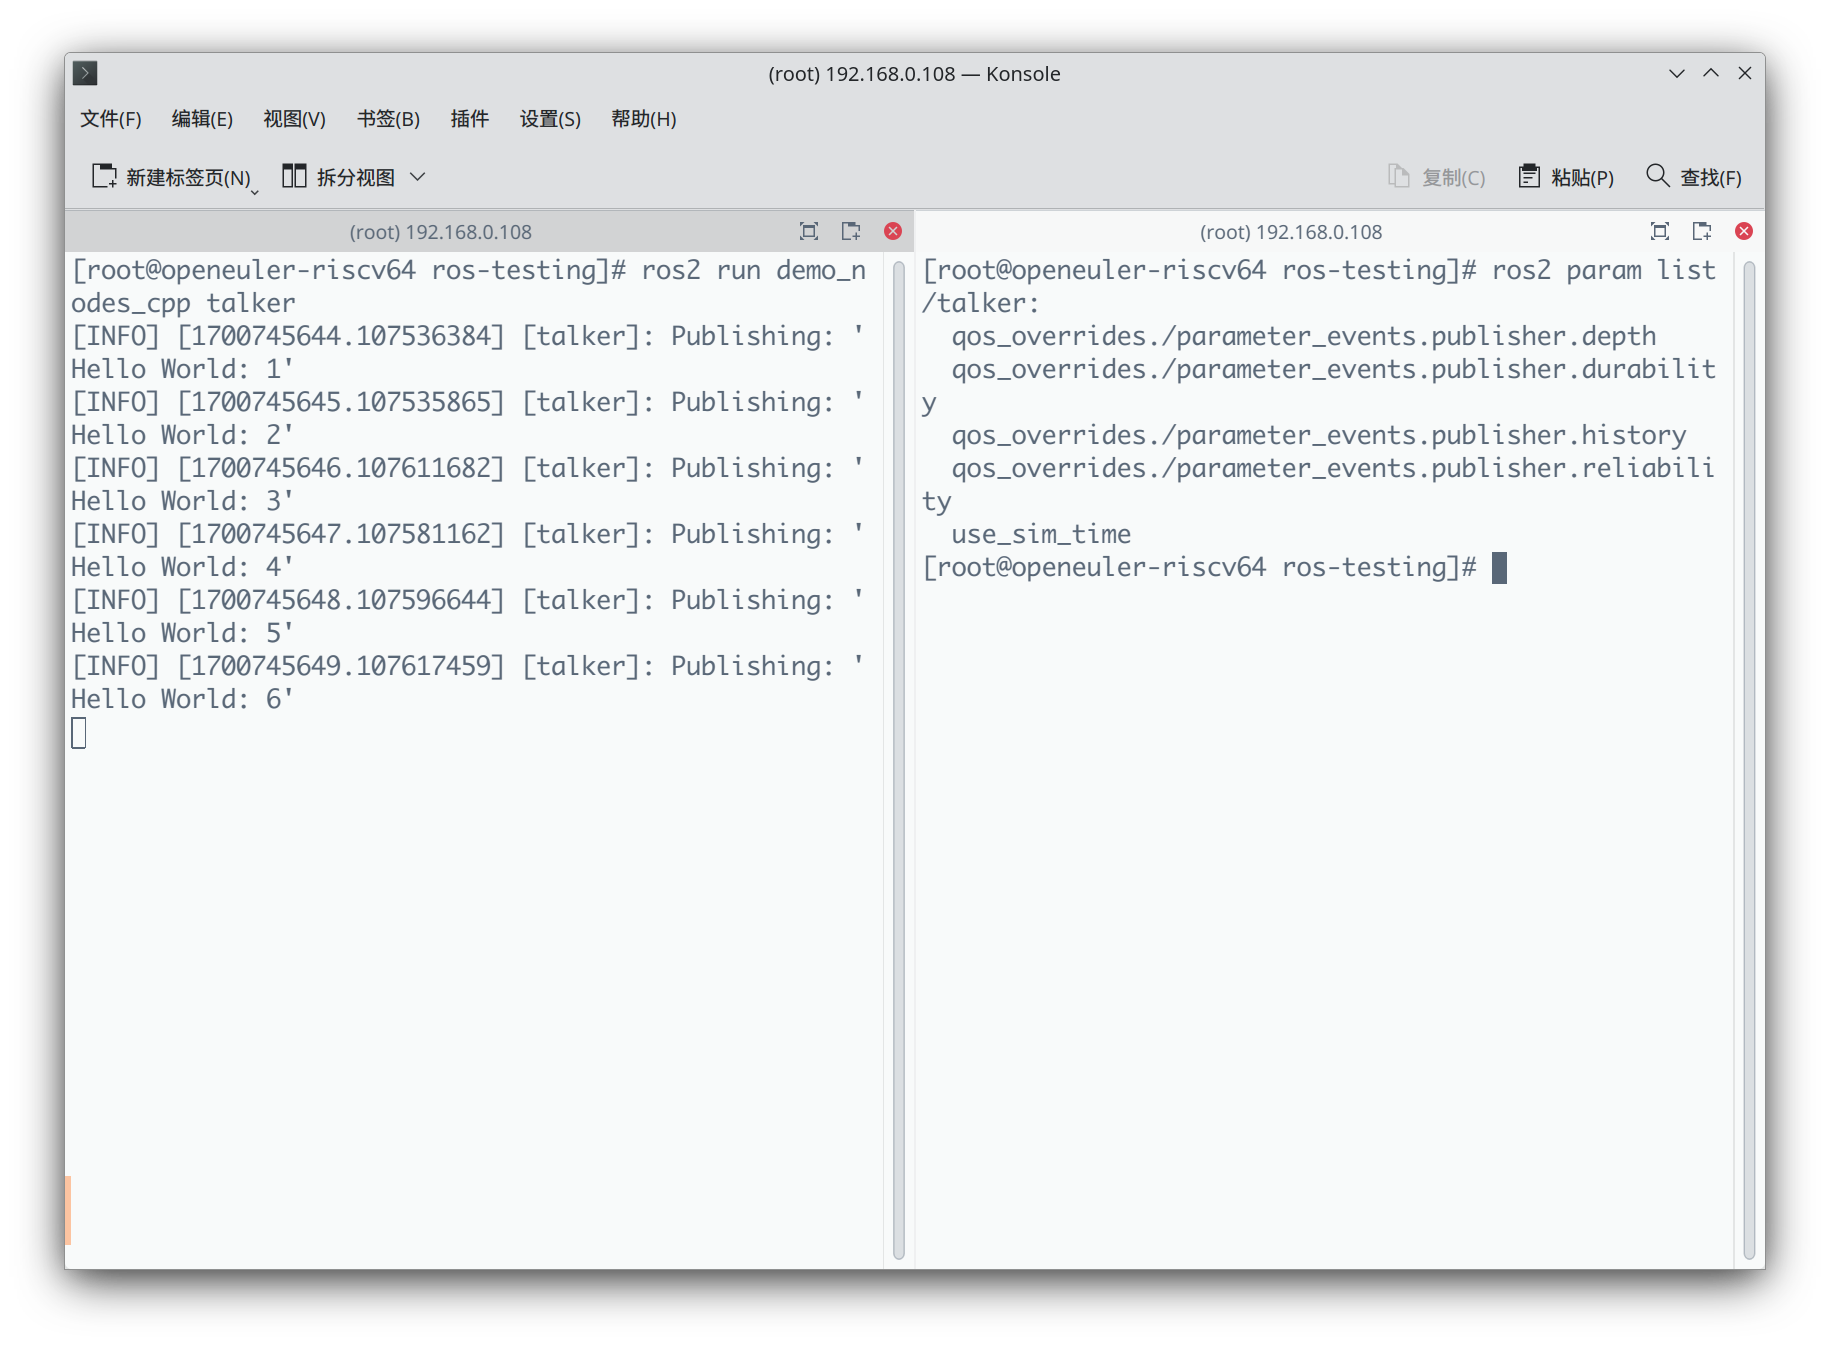 (root) 192.168.0.108 — Konsole
文件(F) 编辑(E) 视图(V) 书签(B) 插件 设置(S) 帮助(H)
新建标签页(N) 拆分视图 复制(C) 粘贴(P) 查找(F)
(root) 192.168.0.108
[root@openeuler-riscv64 ros-testing]# ros2 run demo_n
odes_cpp talker
[INFO] [1700745644.107536384] [talker]: Publishing: '
Hello World: 1'
[INFO] [1700745645.107535865] [talker]: Publishing: '
Hello World: 2'
[INFO] [1700745646.107611682] [talker]: Publishing: '
Hello World: 3'
[INFO] [1700745647.107581162] [talker]: Publishing: '
Hello World: 4'
[INFO] [1700745648.107596644] [talker]: Publishing: '
Hello World: 5'
[INFO] [1700745649.107617459] [talker]: Publishing: '
Hello World: 6'
(root) 192.168.0.108
[root@openeuler-riscv64 ros-testing]# ros2 param list
/talker:
  qos_overrides./parameter_events.publisher.depth
  qos_overrides./parameter_events.publisher.durabilit
y
  qos_overrides./parameter_events.publisher.history
  qos_overrides./parameter_events.publisher.reliabili
ty
  use_sim_time
[root@openeuler-riscv64 ros-testing]#